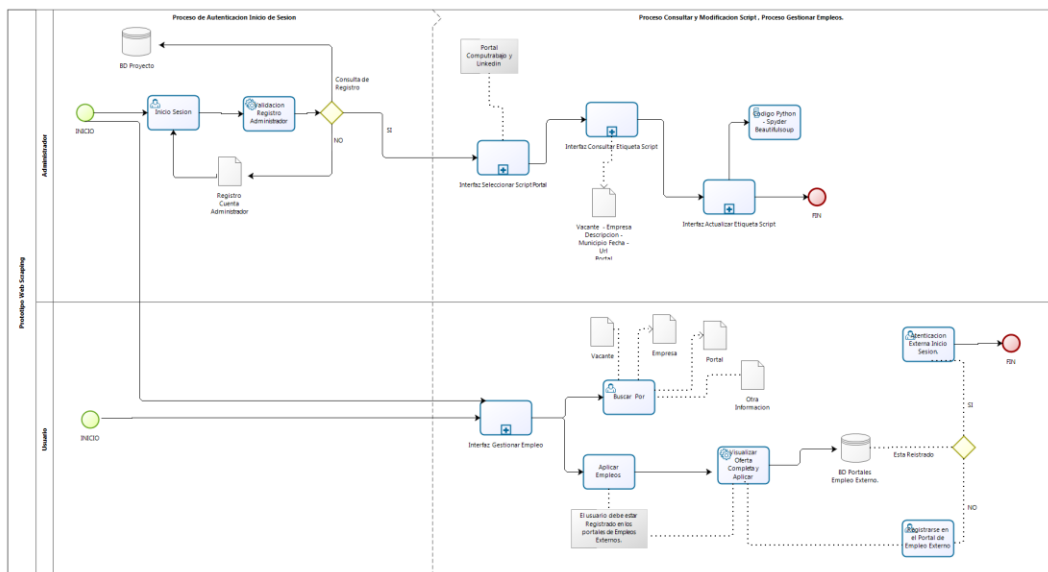 Proceso de Autenticacion Inicio de Sesion
Proceso Consultar y Modificacion Script . Proceso Gestionar Empleos.
Prototipo Web Scraping
Administrador
BD Proyecto
Consulta de
Registro
Portal
Computrabajo y
Linkedin
INICIO
Inicio Sesion
Validacion
Registro
Administrador
SI
NO
Registro
Cuenta
Administrador
Interfaz Seleccionar Script Portal
Interfaz Consultar Etiqueta Script
Codigo Python
- Spyder
Beautifulsoup
Vacante - Empresa
Descripcion -
Municipio Fecha -
Url
Portal
Interfaz Actualizar Etiqueta Script
FIN
Usuario
INICIO
Interfaz Gestionar Empleo
Vacante
Empresa
Portal
Otra
Informacion
Buscar Por
Aplicar
Empleos
Visualizar
Oferta
Completa y
Aplicar
El usuario debe estar
Registrado en los
portales de Empleos
Externos.
BD Portales
Empleo Externo.
Esta Reistrado
Atenticacion
Externa Inicio
Sesion.
FIN
SI
NO
Registrarse en
el Portal de
Empleo Externo